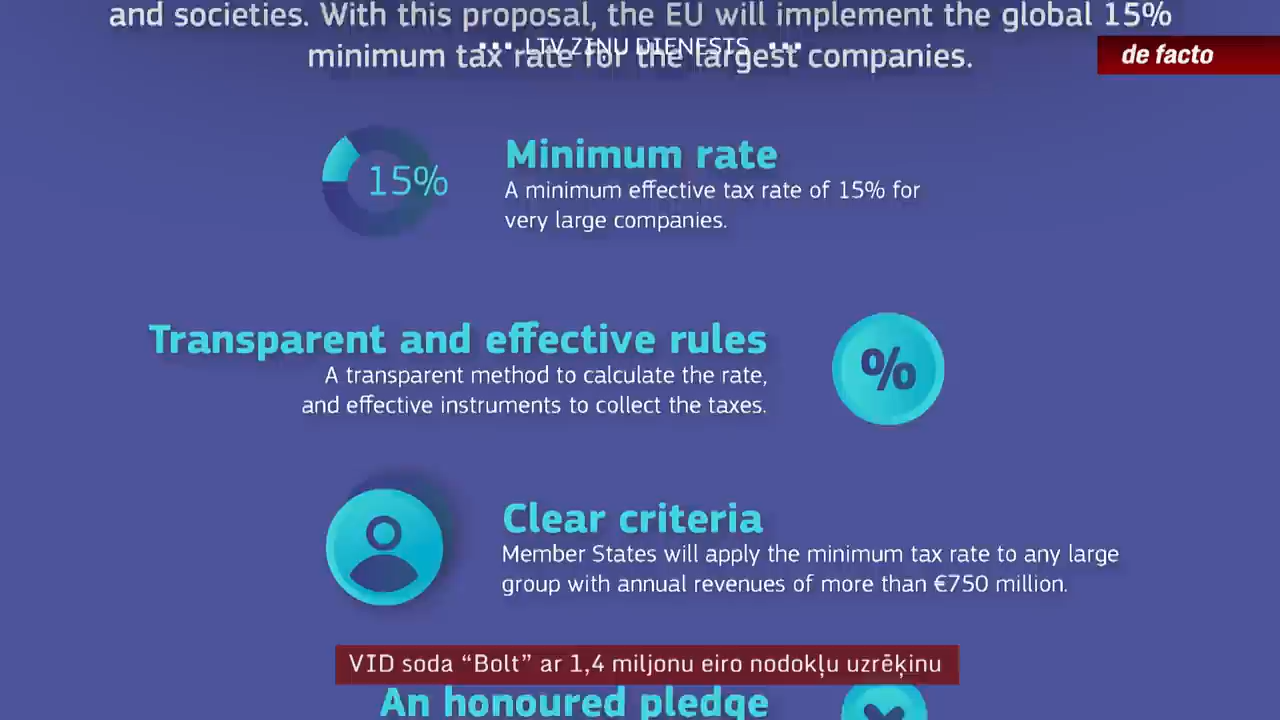 and societies. With this proposal, the EU will implement the global 15%
LTV ZIŅU DIENESTS
minimum tax rate for the largest companies.
de facto
15%
Minimum rate
A minimum effective tax rate of 15% for
very large companies.
Transparent and effective rules
A transparent method to calculate the rate,
and effective instruments to collect the taxes.
%
Clear criteria
Member States will apply the minimum tax rate to any large
group with annual revenues of more than €750 million.
VID soda “Bolt” ar 1,4 miljonu eiro nodokļu uzrēķinu
An honoured pledge